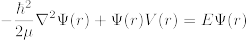 $-\frac{\hbar^2}{2\mu}\nabla^2\Psi(r) + \Psi(r)V(r) = E\Psi(r)$